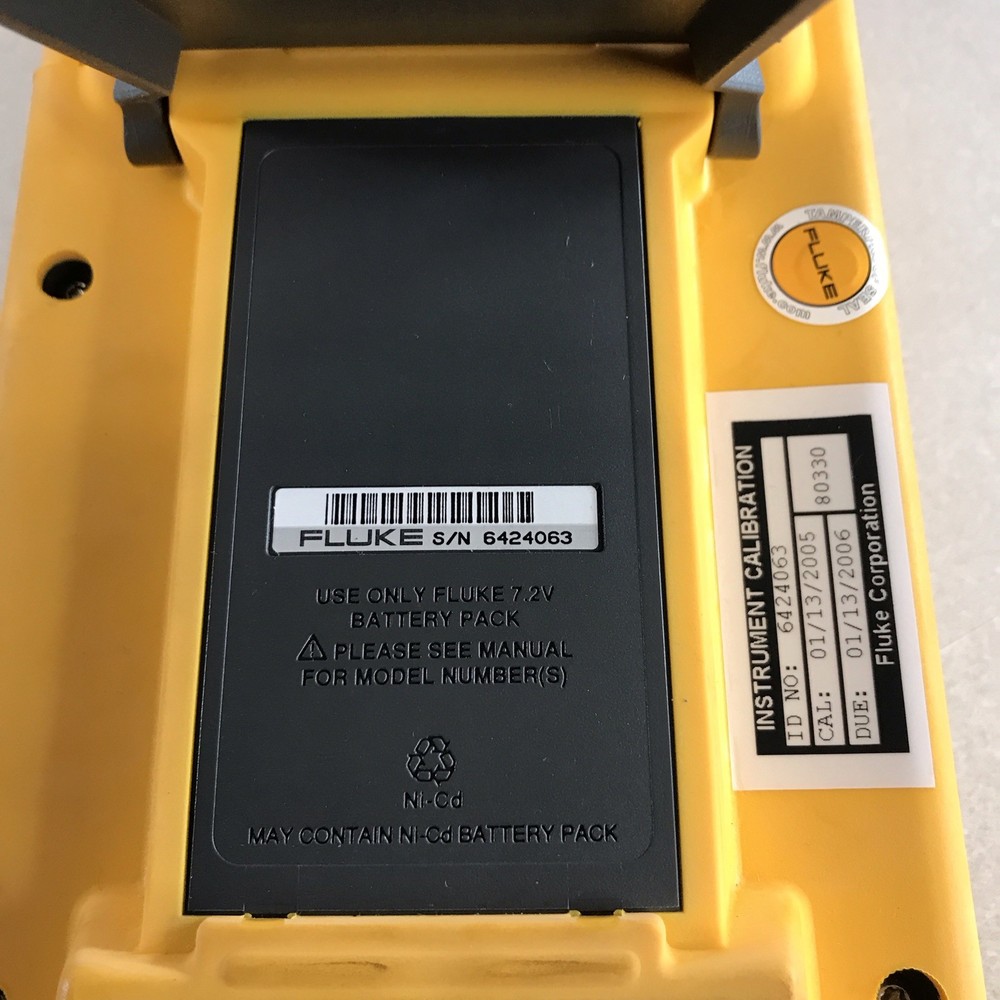 FLUKE S/N 6424063
USE ONLY FLUKE 7.2V
BATTERY PACK
PLEASE SEE MANUAL
FOR MODEL NUMBER(S)
Ni-Cd
MAY CONTAIN Ni-Cd BATTERY PACK
FLUKE
SEAL
INSTRUMENT CALIBRATION
ID NO: 6424063
CAL: 01/13/2005 80330
DUE: 01/13/2006
Fluke Corporation